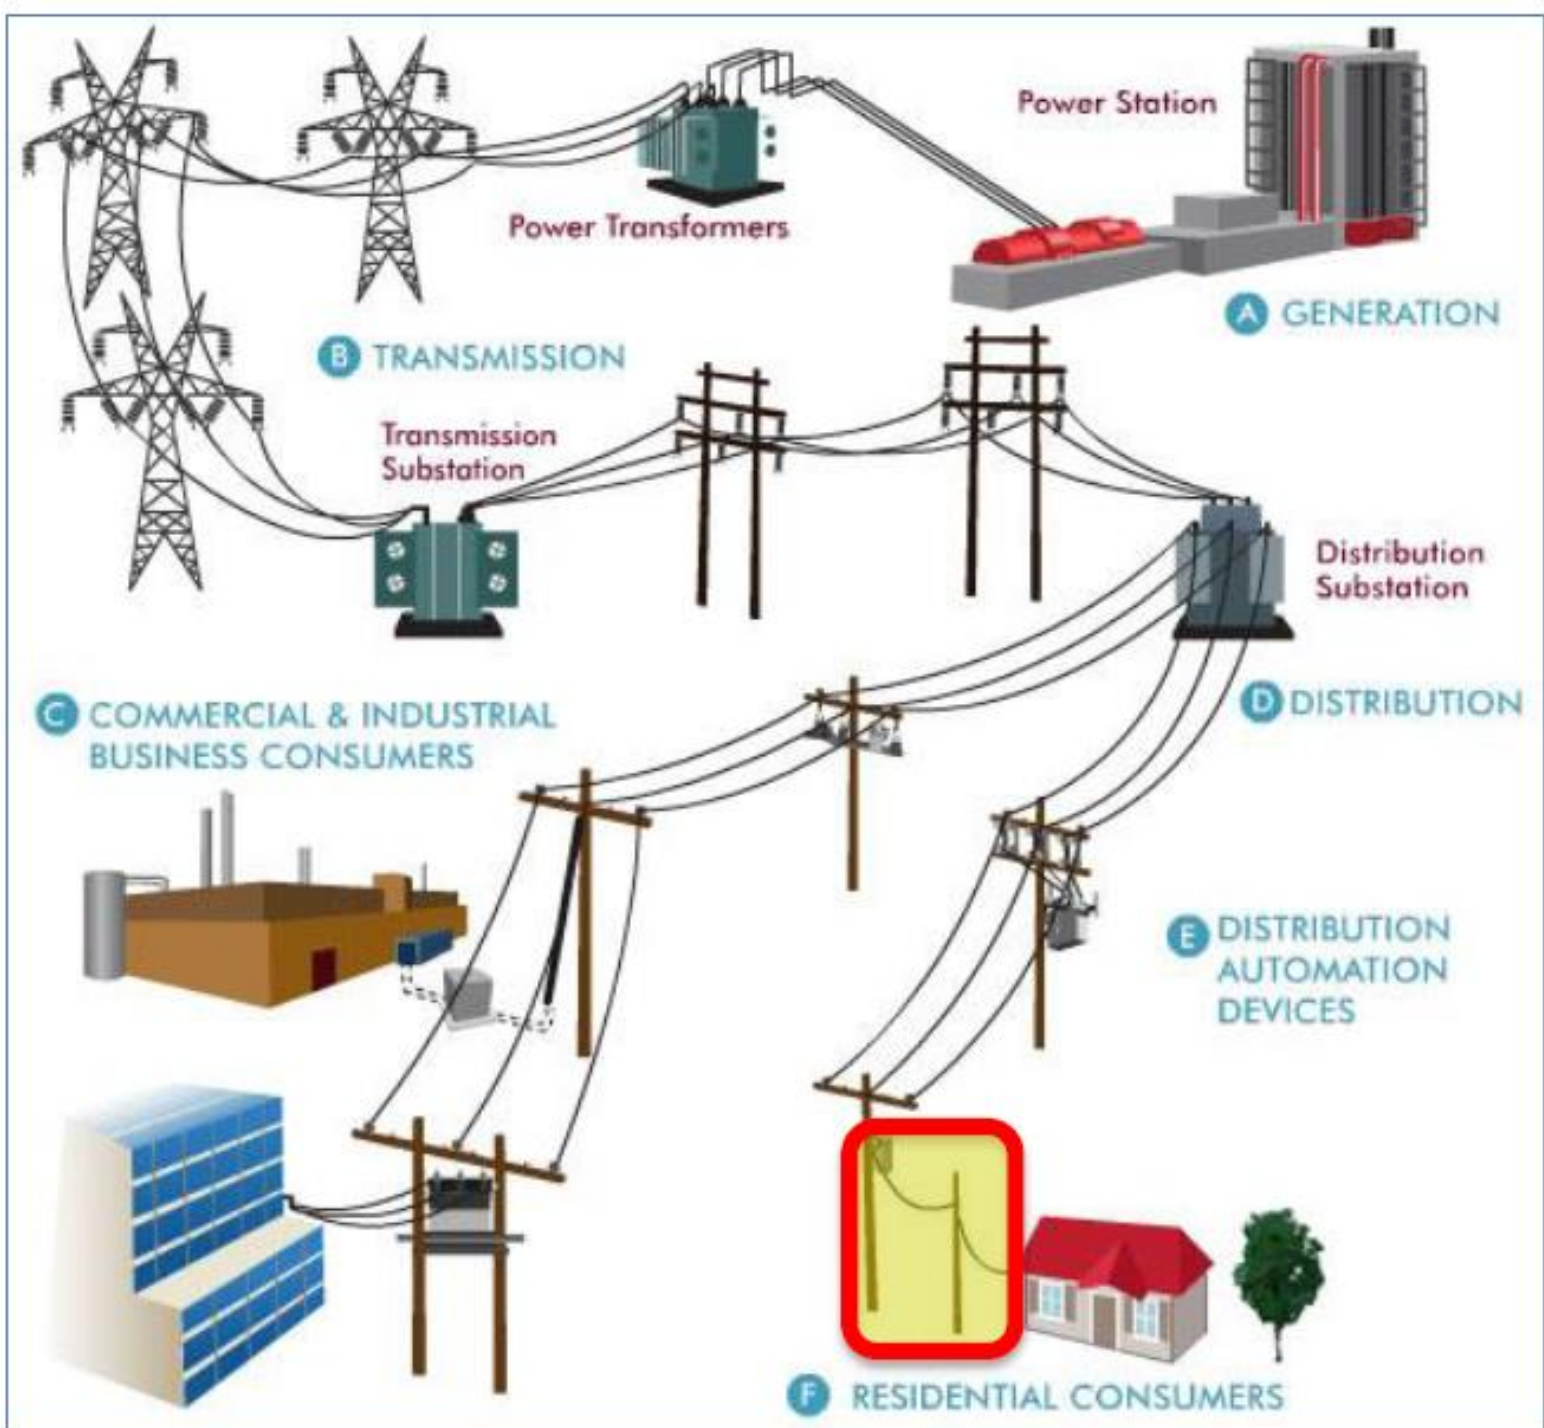 Power Station
Power Transformers
A GENERATION
B TRANSMISSION
Transmission
Substation
Distribution
Substation
C COMMERCIAL & INDUSTRIAL
BUSINESS CONSUMERS
D DISTRIBUTION
E DISTRIBUTION
AUTOMATION
DEVICES
F RESIDENTIAL CONSUMERS